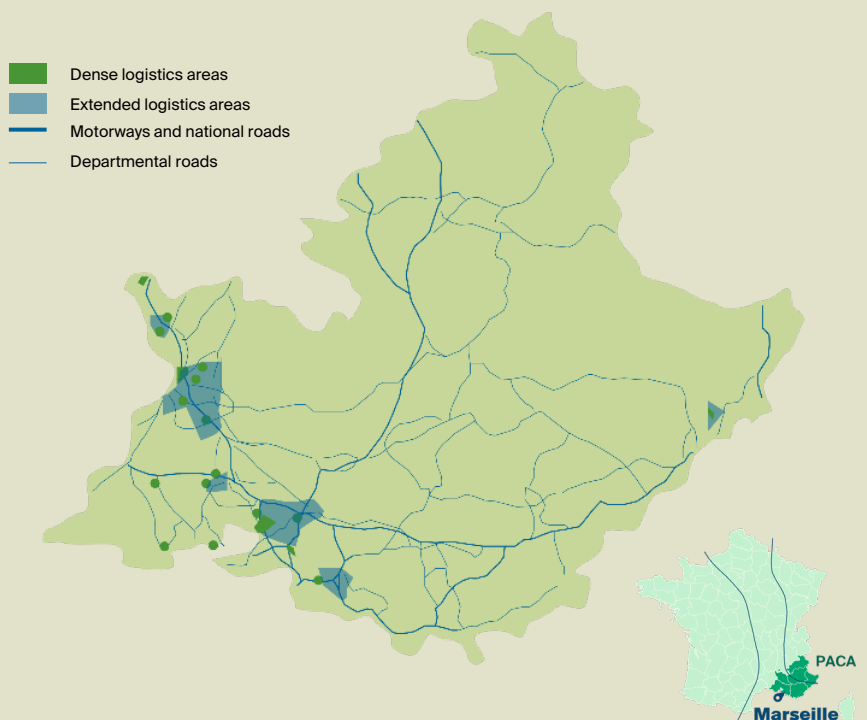 Dense logistics areas
Extended logistics areas
Motorways and national roads
Departmental roads
PACA
Marseille